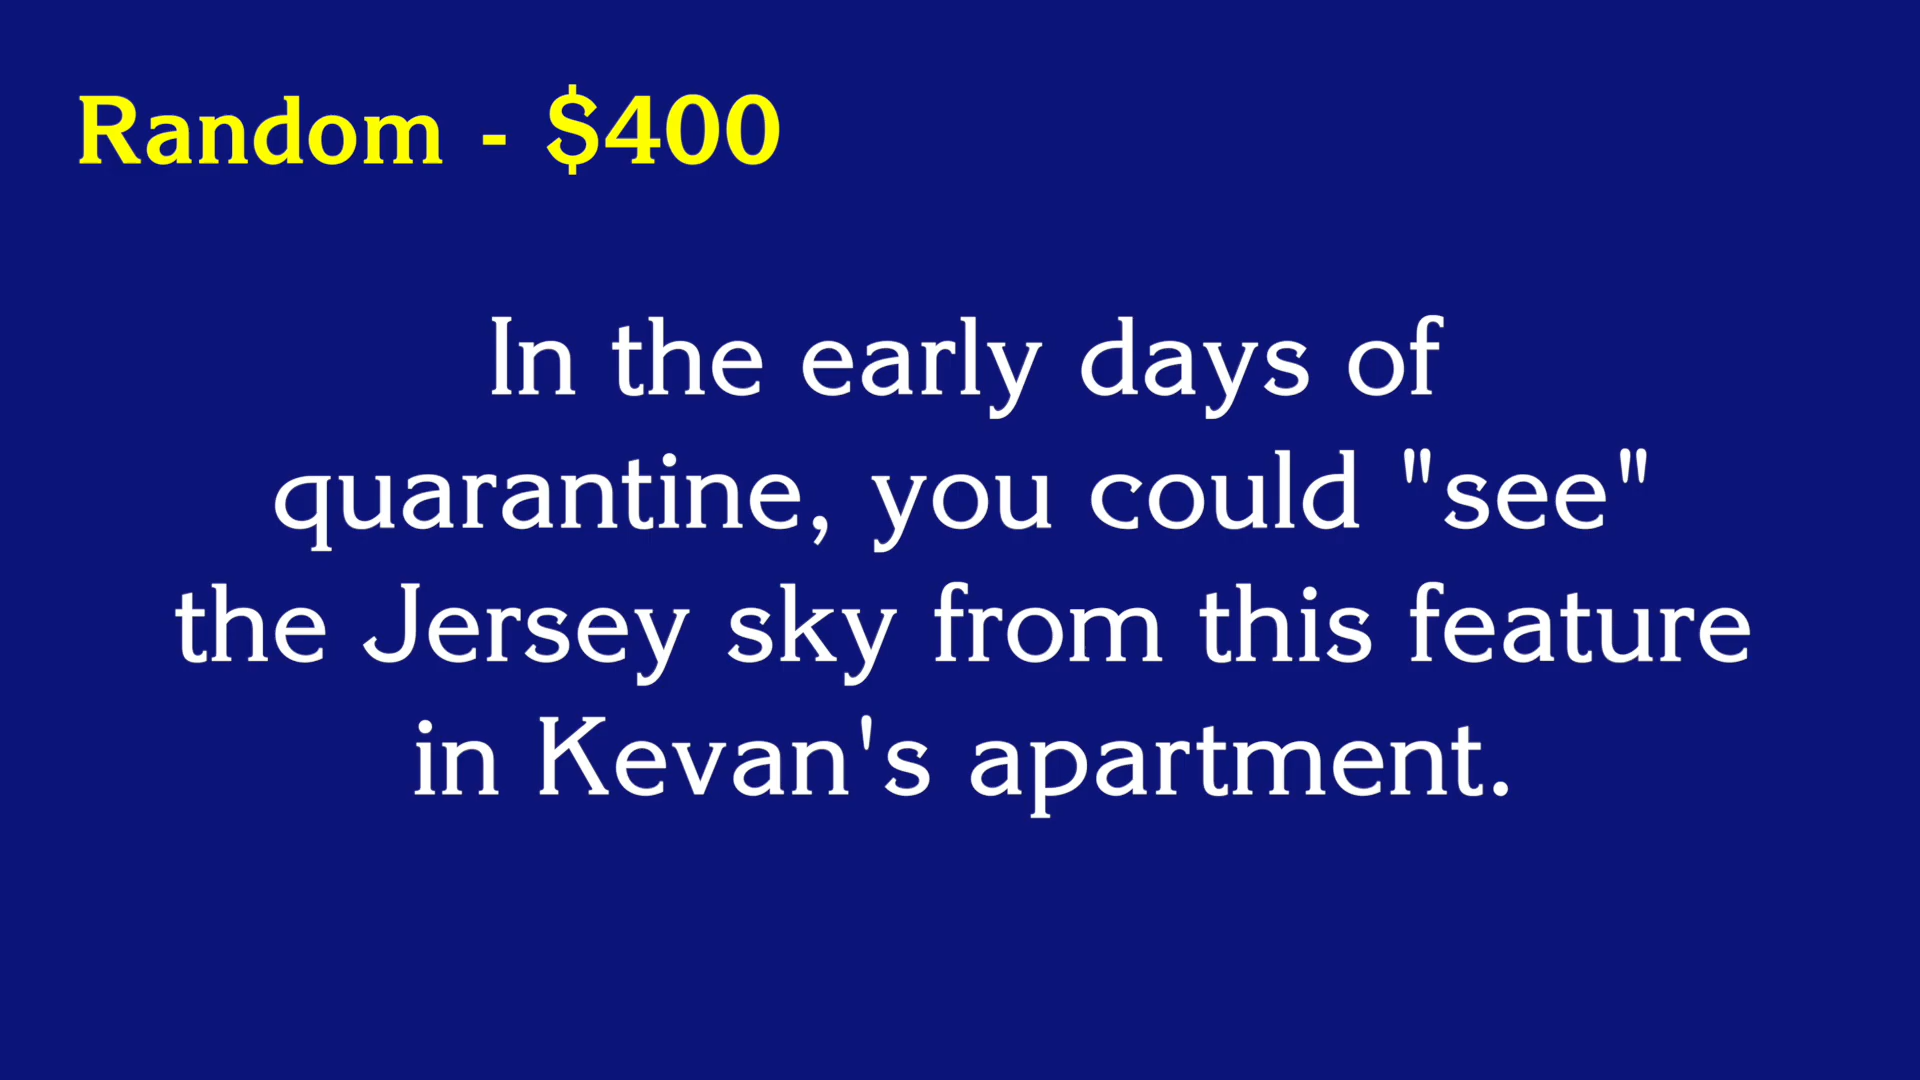 Random - $400
In the early days of
quarantine, you could "see"
the Jersey sky from this feature
in Kevan's apartment.